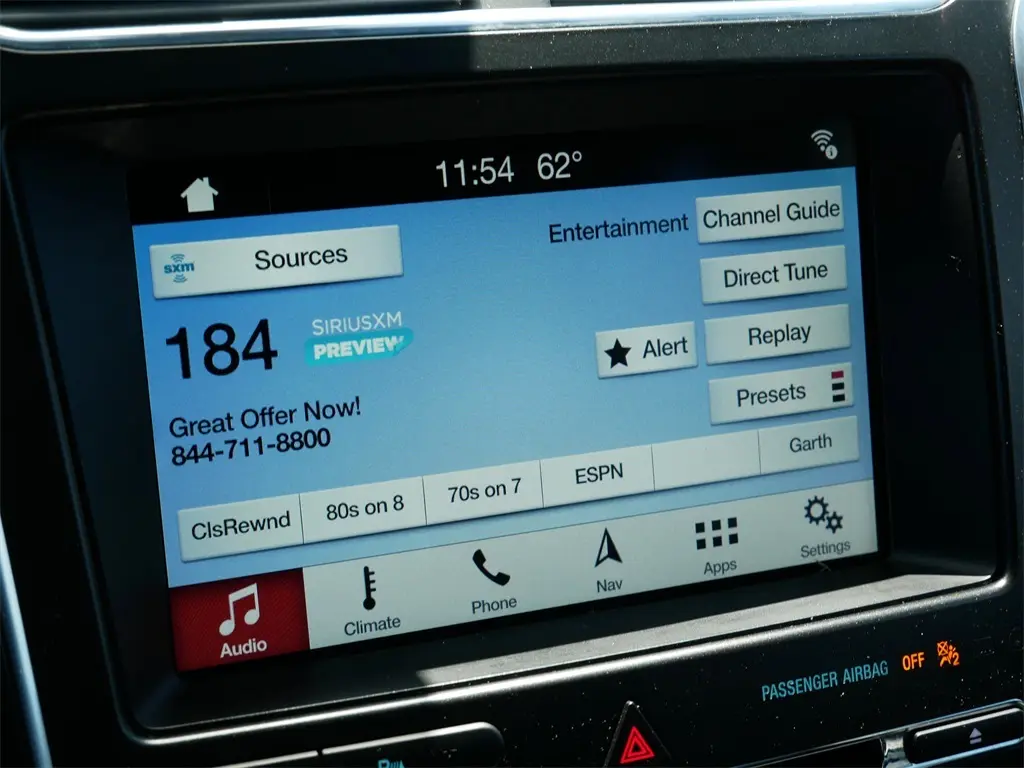 11:54 62°
sxm Sources
Entertainment
Channel Guide
Direct Tune
184
SIRIUSXM
PREVIEW
Alert
Replay
Presets
Great Offer Now!
844-711-8800
ClsRewnd
80s on 8
70s on 7
ESPN
Garth
Audio
Climate
Phone
Nav
Apps
Settings
PASSENGER AIRBAG OFF 2